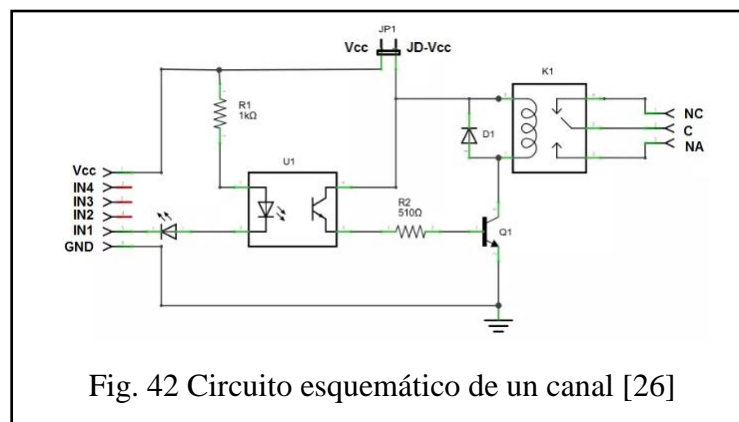 JP1
Vcc JD-Vcc
K1
R1
1kΩ
D1
NC
C
NA
U1
Vcc
IN4
IN3
IN2
IN1
GND
R2
510Ω
Q1
Fig. 42 Circuito esquemático de un canal [26]